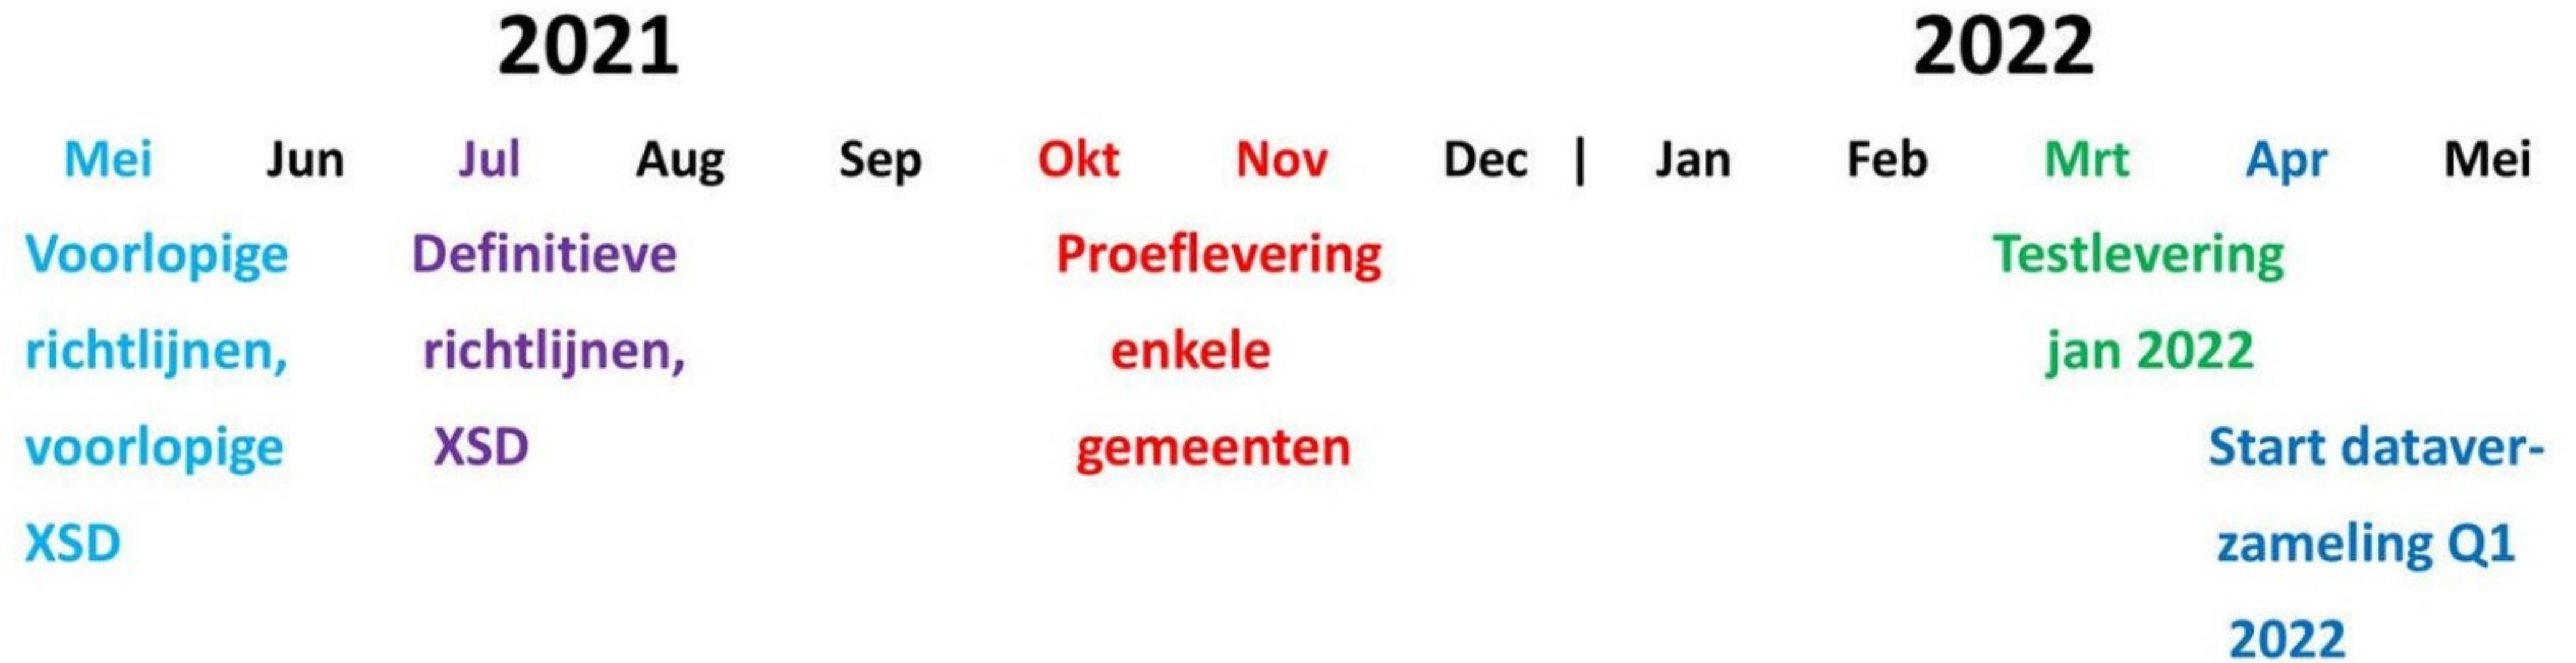 2021 2022
Mei Jun Jul Aug Sep Okt Nov Dec | Jan Feb Mrt Apr Mei
Voorlopige Definitieve Proeflevering Testlevering
richtlijnen, richtlijnen, enkele jan 2022
voorlopige XSD gemeenten Start dataver-
XSD zameling Q1
2022